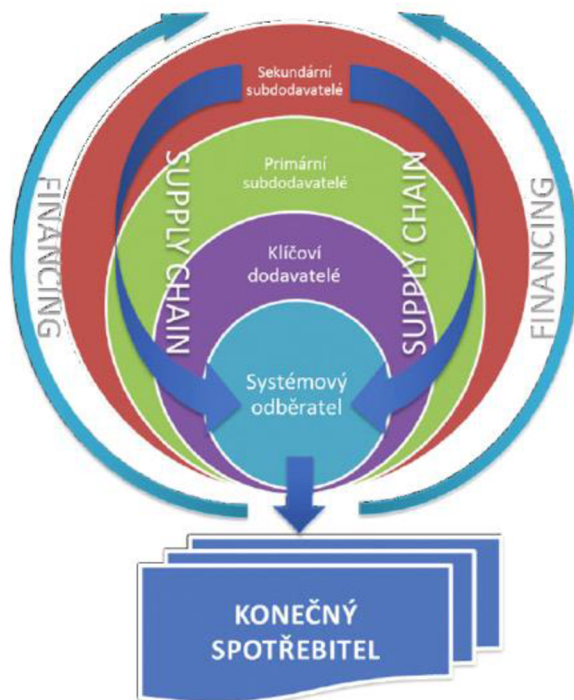 Sekundární
subdodavatelé
Primární
subdodavatelé
Klíčoví
dodavatelé
Systémový
odběratel
SUPPLY CHAIN
SUPPLY CHAIN
FINANCING
FINANCING
KONEČNÝ
SPOTŘEBITEL